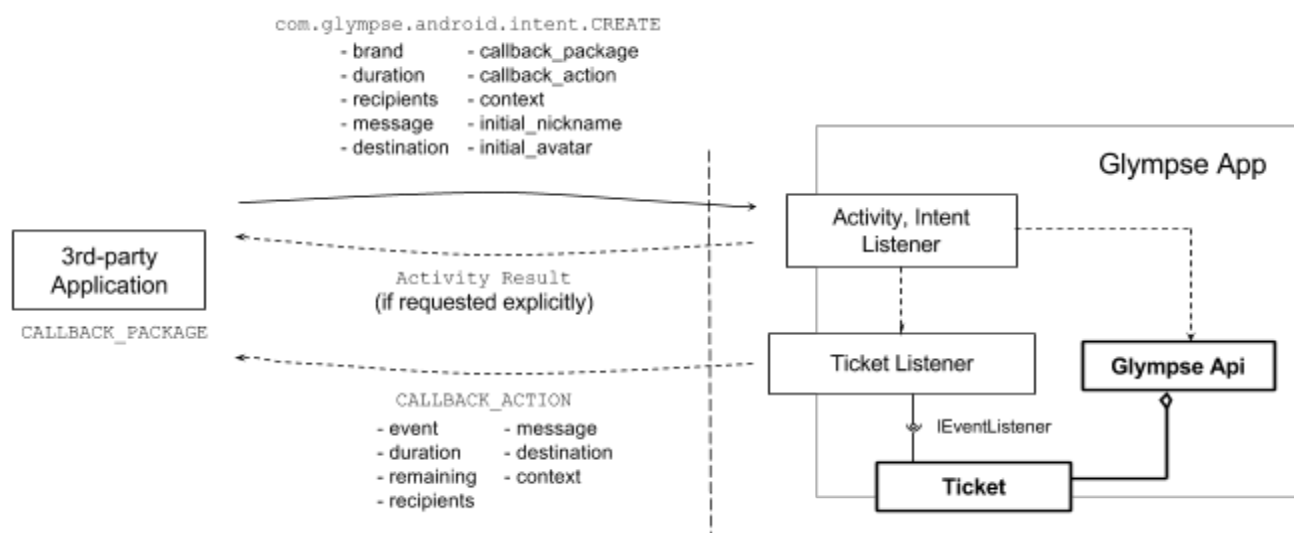 com.glympse.android.intent.CREATE
- brand - callback_package
- duration - callback_action
- recipients - context
- message - initial_nickname
- destination - initial_avatar
Glympse App
Activity, Intent
Listener
3rd-party
Application
CALLBACK_PACKAGE
Activity Result
(if requested explicitly)
Ticket Listener
Glympse Api
CALLBACK_ACTION
- event - message
- duration - destination
- remaining - context
- recipients
IEventListener
Ticket